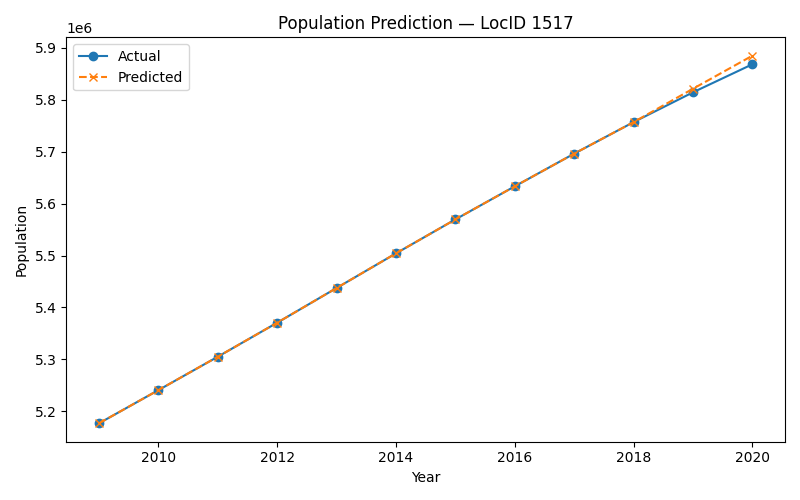 Population Prediction — LocID 1517
1e6
Actual
Predicted
5.9
5.8
5.7
5.6
5.5
5.4
5.3
5.2
Population
2010 2012 2014 2016 2018 2020
Year